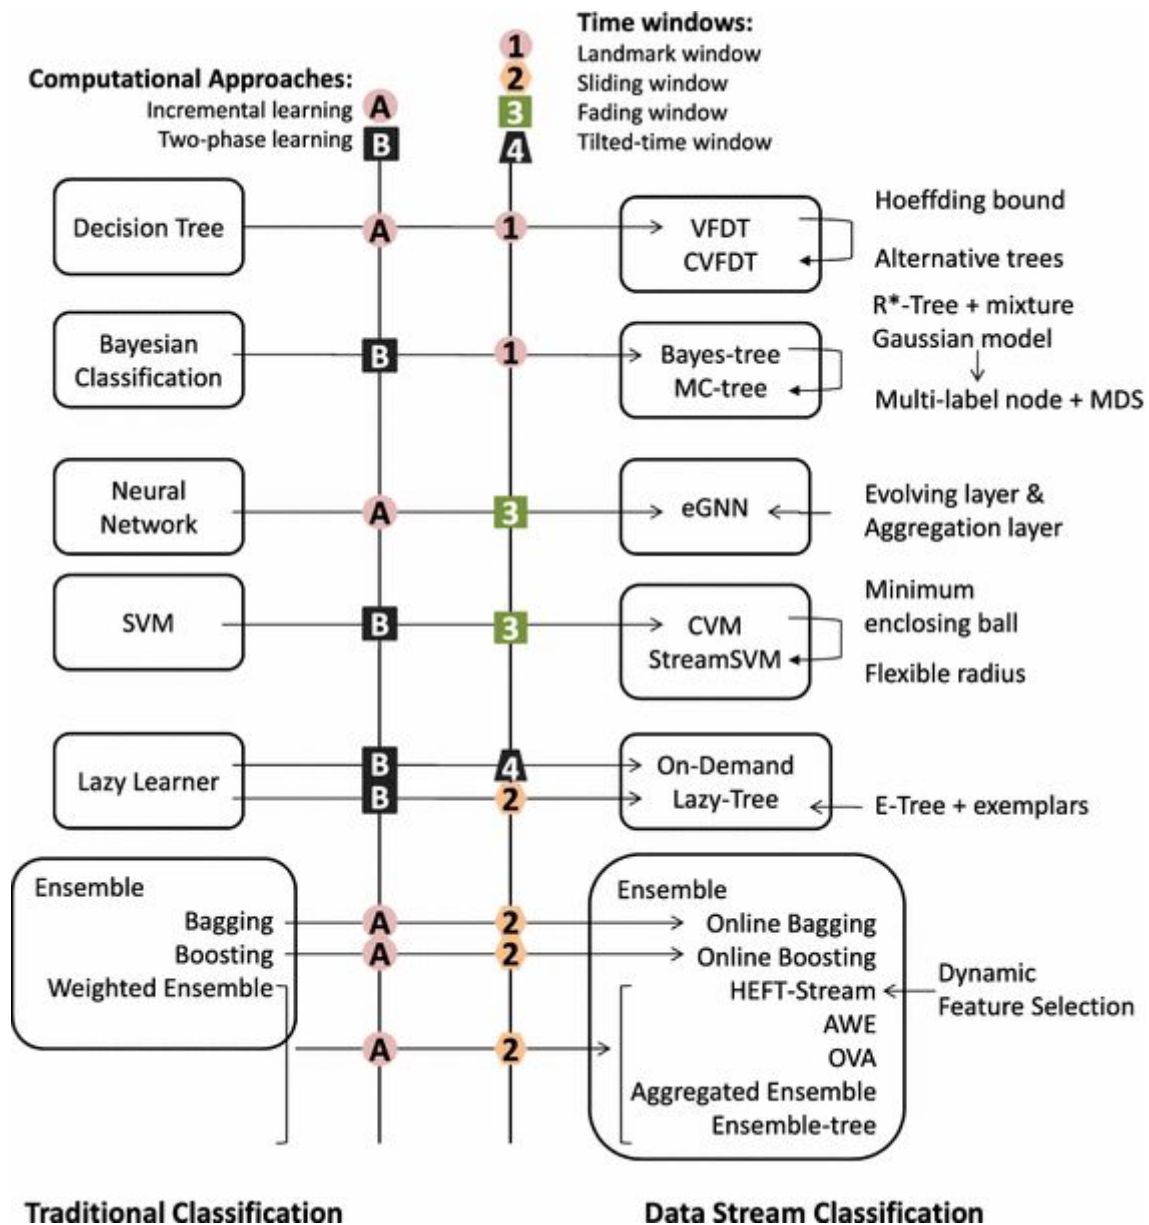 Time windows:
1 Landmark window
2 Sliding window
3 Fading window
4 Tilted-time window
Computational Approaches:
Incremental learning A
Two-phase learning B
Decision Tree
A
1
VFDT
CVFDT
Hoeffding bound
Alternative trees
Bayesian
Classification
B
1
Bayes-tree
MC-tree
R*-Tree + mixture
Gaussian model
Multi-label node + MDS
Neural
Network
A
3
eGNN
Evolving layer &
Aggregation layer
SVM
B
3
CVM
StreamSVM
Minimum
enclosing ball
Flexible radius
Lazy Learner
B
4
On-Demand
B
2
Lazy-Tree
E-Tree + exemplars
Ensemble
Bagging
Boosting
Weighted Ensemble
A
2
A
2
A
2
Ensemble
Online Bagging
Online Boosting
HEFT-Stream
AWE
OVA
Aggregated Ensemble
Ensemble-tree
Dynamic
Feature Selection
Traditional Classification
Data Stream Classification